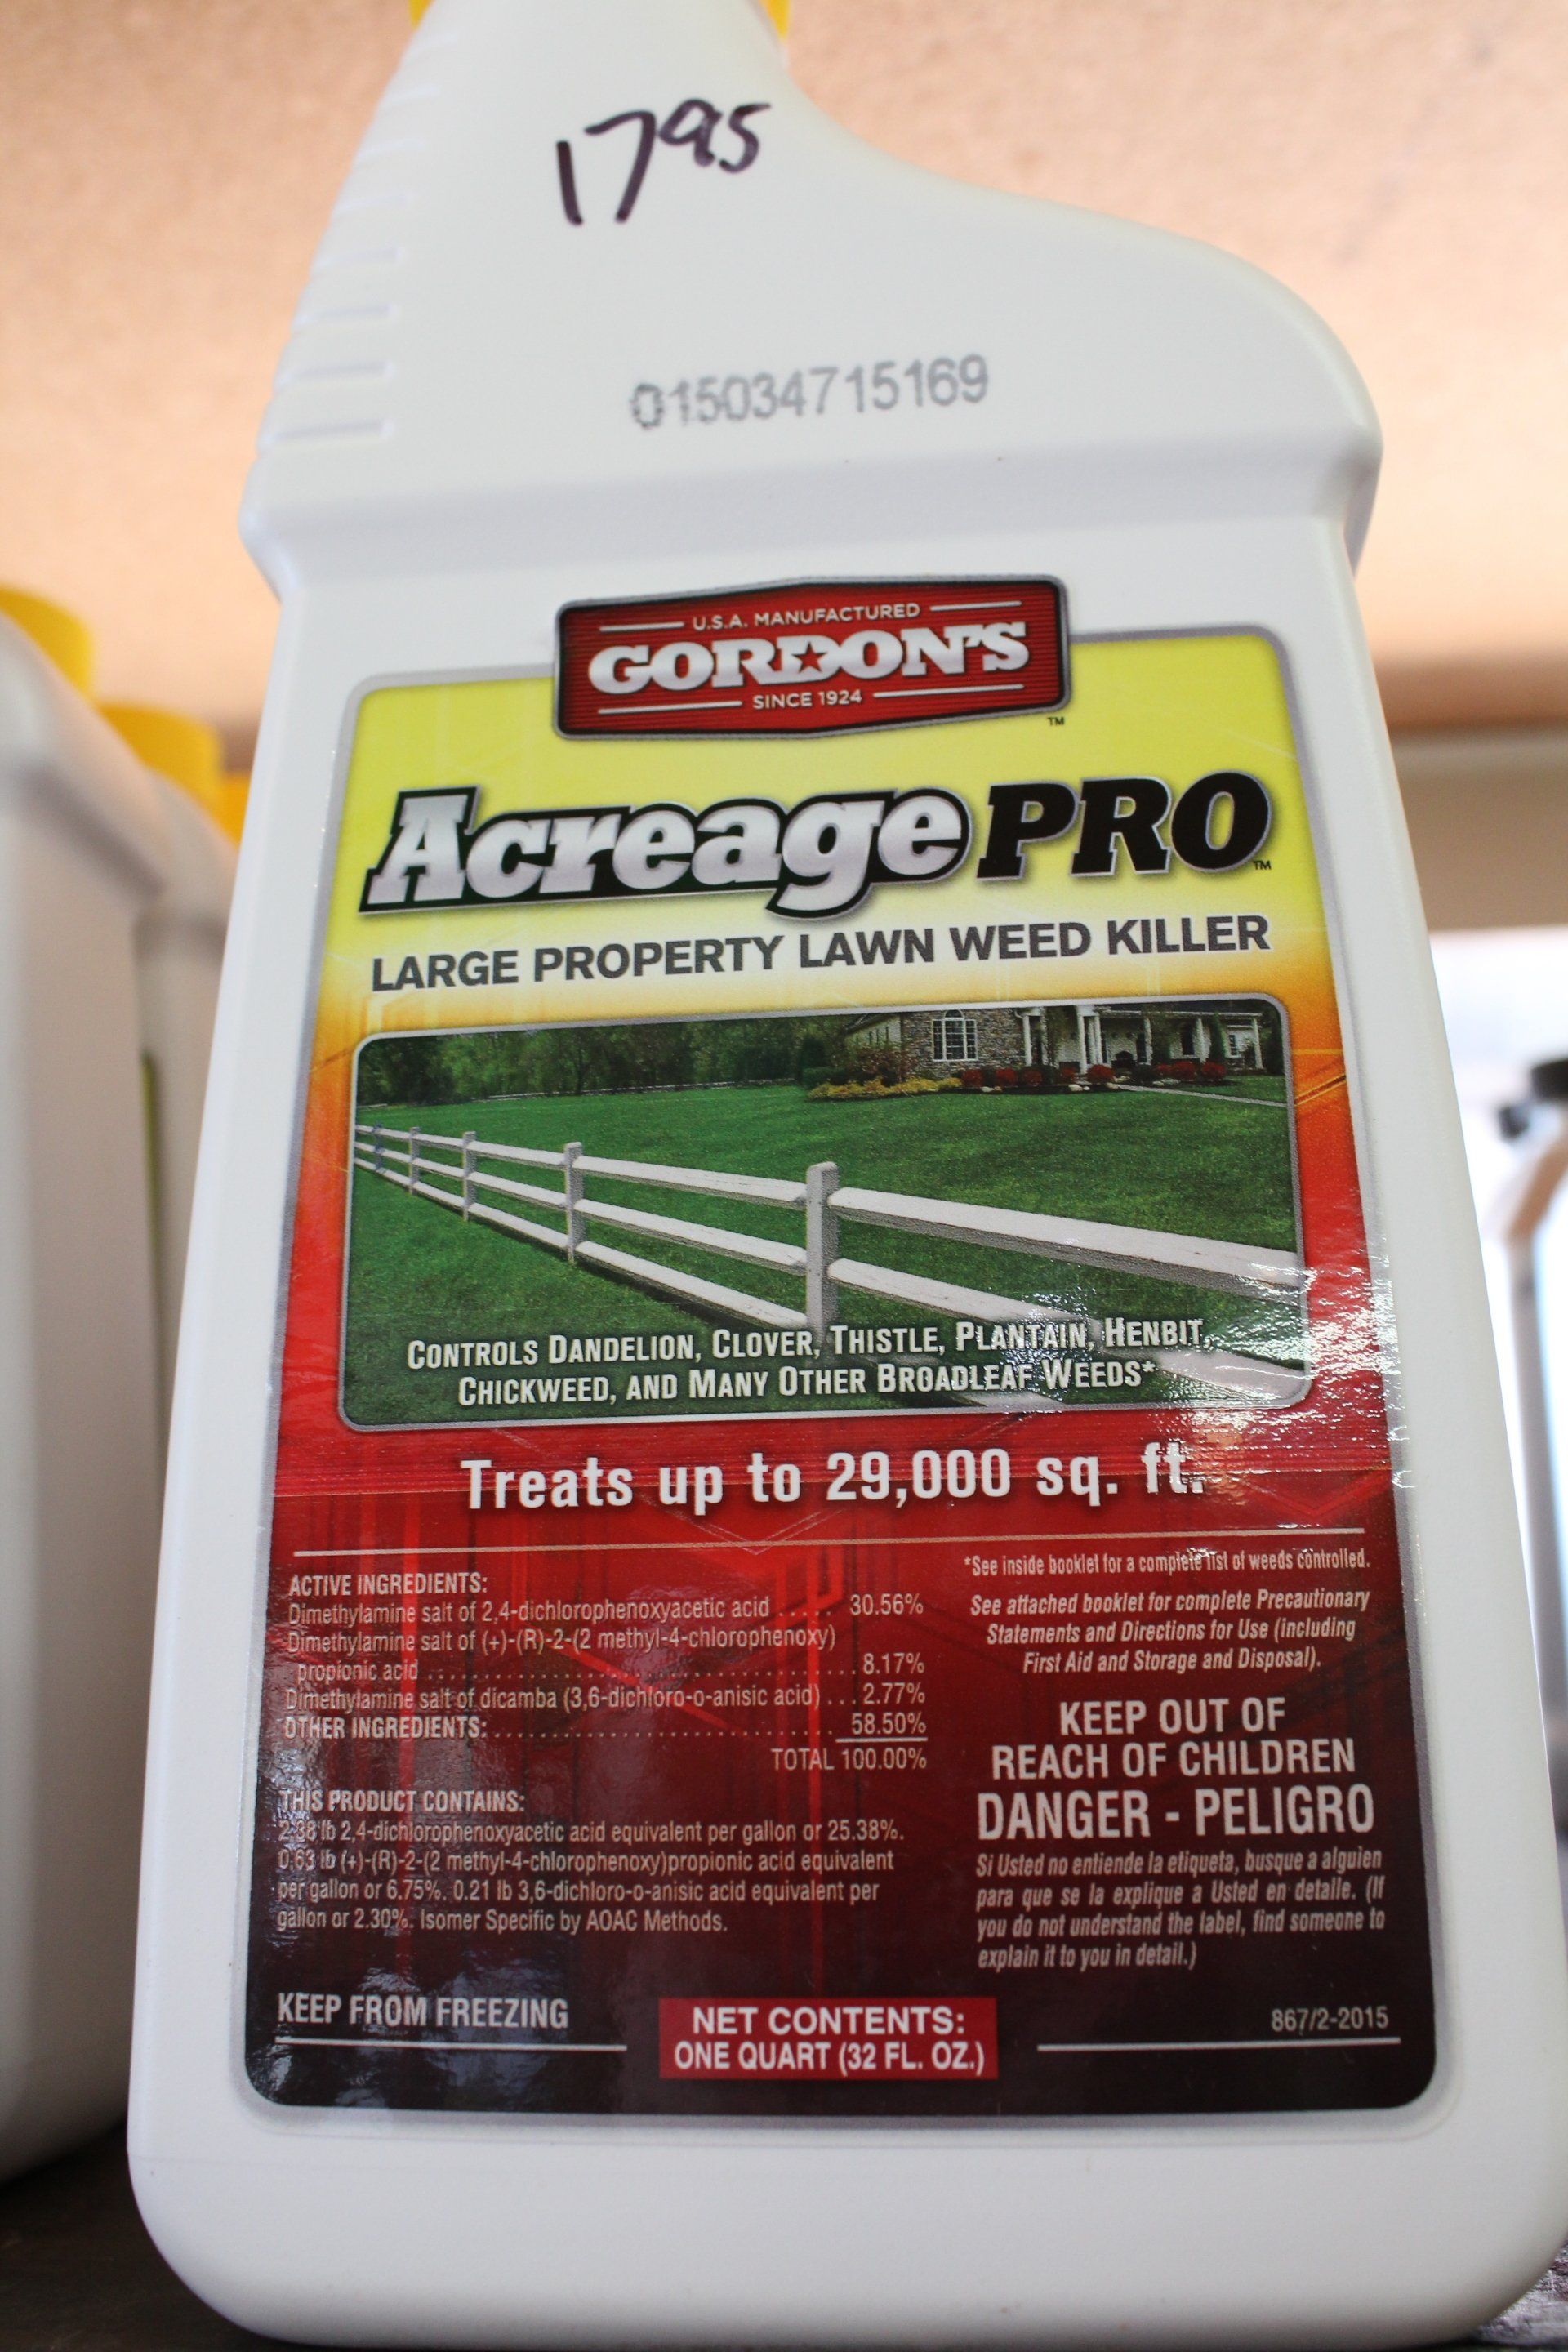 1795
015034715169
U.S.A. MANUFACTURED
GORDON'S
SINCE 1924
TM
Acreage PRO TM
LARGE PROPERTY LAWN WEED KILLER
CONTROLS DANDELION, CLOVER, THISTLE, PLANTAIN, HENBIT,
CHICKWEED, AND MANY OTHER BROADLEAF WEEDS*
Treats up to 29,000 sq. ft.
ACTIVE INGREDIENTS:
Dimethylamine salt of 2,4-dichlorophenoxyacetic acid ..... 30.56%
Dimethylamine salt of (+)-(R)-2-(2 methyl-4-chlorophenoxy)
propionic acid ........................................ 8.17%
Dimethylamine salt of dicamba (3,6-dichloro-o-anisic acid) ... 2.77%
OTHER INGREDIENTS:................................ 58.50%
TOTAL 100.00%
THIS PRODUCT CONTAINS:
2.38 lb 2,4-dichlorophenoxyacetic acid equivalent per gallon or 25.38%.
0.63 lb (+)-(R)-2-(2 methyl-4-chlorophenoxy)propionic acid equivalent
per gallon or 6.75%. 0.21 lb 3,6-dichloro-o-anisic acid equivalent per
gallon or 2.30%. Isomer Specific by AOAC Methods.
*See inside booklet for a complete list of weeds controlled.
See attached booklet for complete Precautionary
Statements and Directions for Use (including
First Aid and Storage and Disposal).
KEEP OUT OF
REACH OF CHILDREN
DANGER - PELIGRO
Si Usted no entiende la etiqueta, busque a alguien
para que se la explique a Usted en detalle. (If
you do not understand the label, find someone to
explain it to you in detail.)
KEEP FROM FREEZING
NET CONTENTS:
ONE QUART (32 FL. OZ.)
867/2-2015